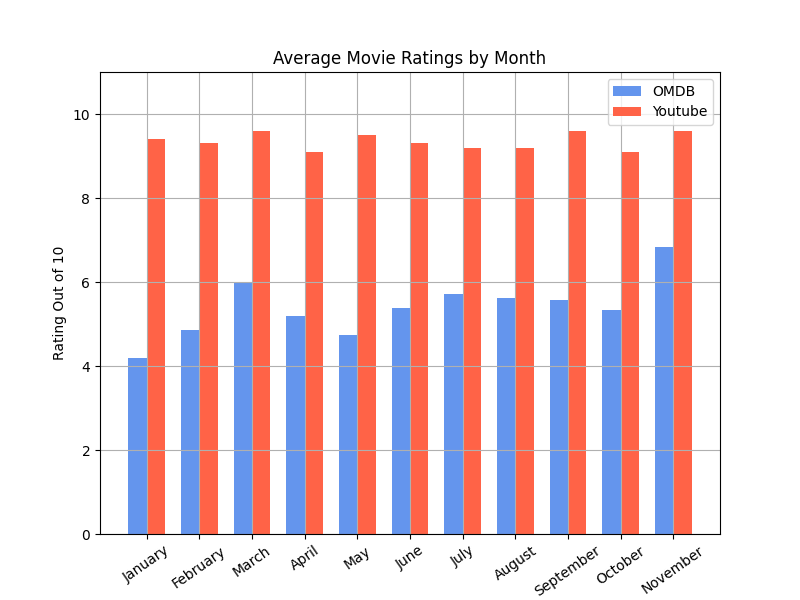 Average Movie Ratings by Month
OMDB
Youtube
Rating Out of 10
10
8
6
4
2
0
January
February
March
April
May
June
July
August
September
October
November